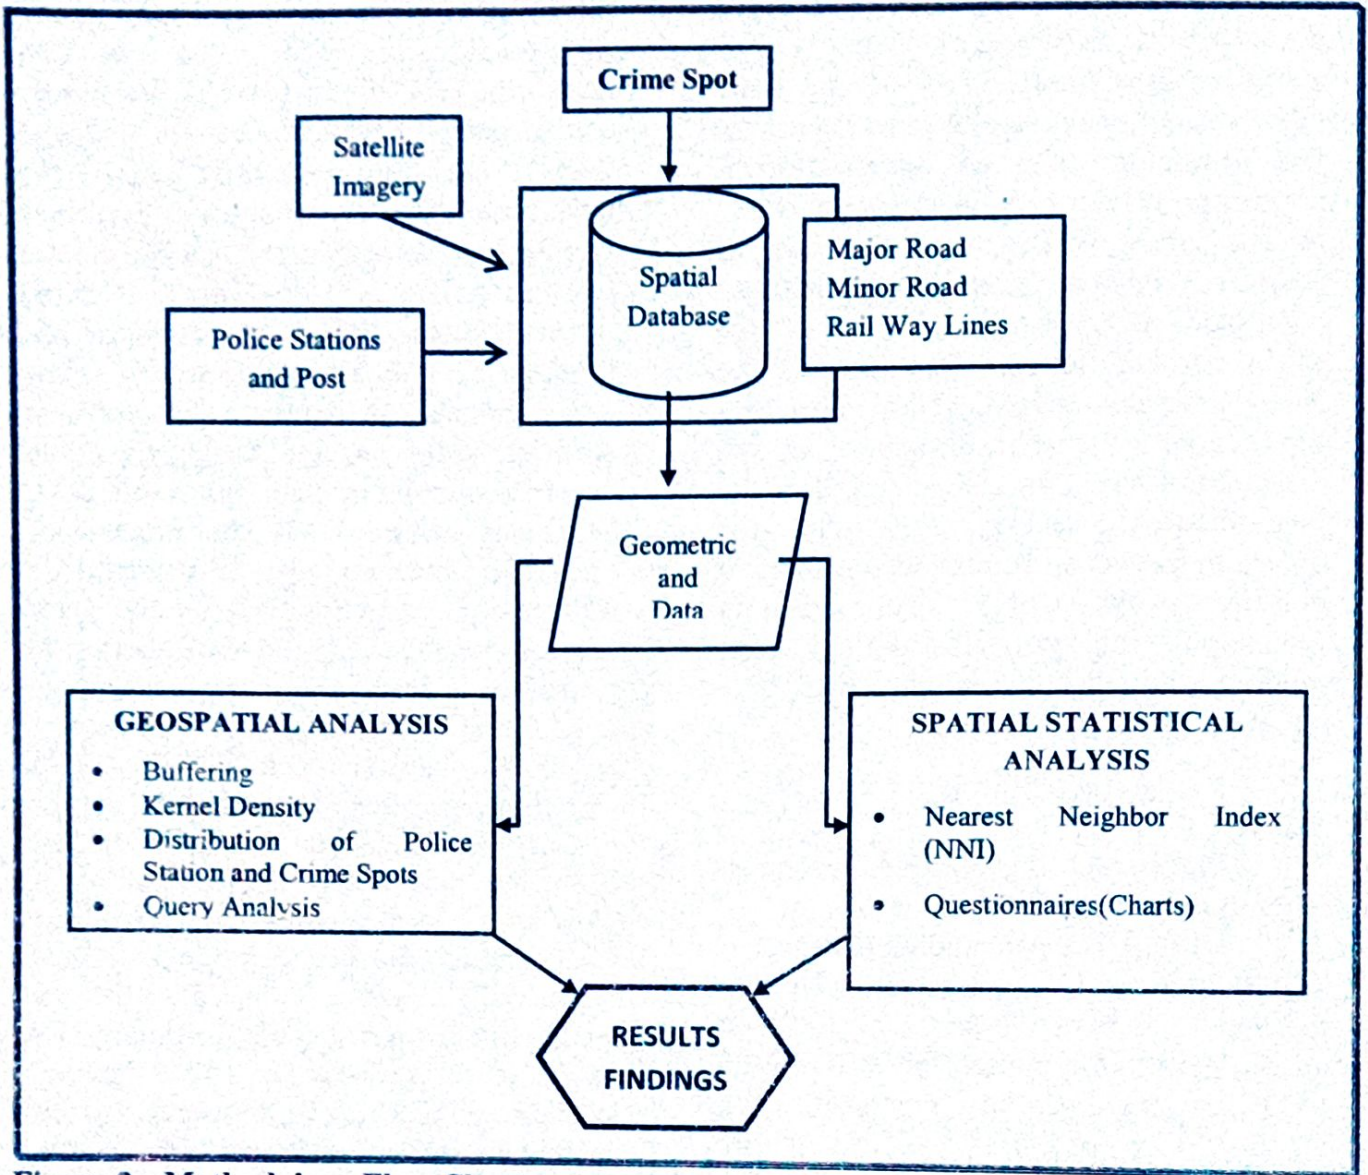 Crime Spot
Satellite
Imagery
Spatial
Database
Major Road
Minor Road
Rail Way Lines
Police Stations
and Post
Geometric
and
Data
GEOSPATIAL ANALYSIS
• Buffering
• Kernel Density
• Distribution of Police
Station and Crime Spots
• Query Analysis
SPATIAL STATISTICAL
ANALYSIS
• Nearest Neighbor Index
(NNI)
• Questionnaires(Charts)
RESULTS
FINDINGS